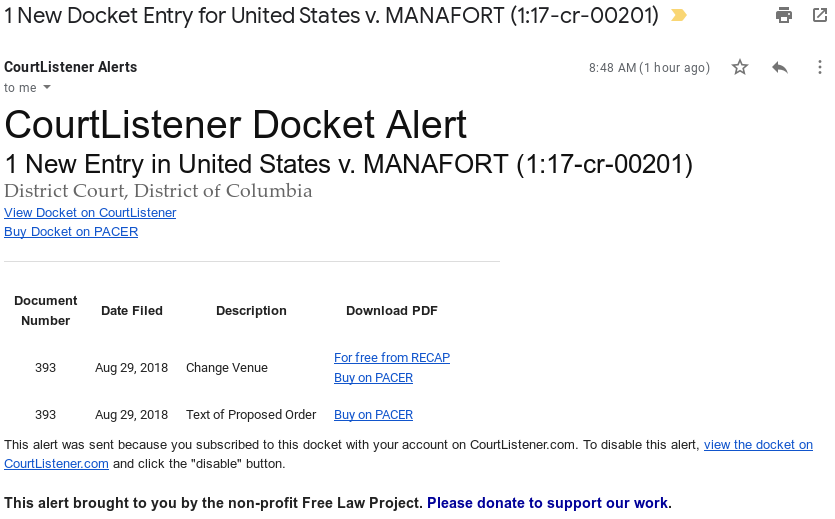 1 New Docket Entry for United States v. MANAFORT (1:17-cr-00201)
CourtListener Alerts
8:48 AM (1 hour ago)
to me
CourtListener Docket Alert
1 New Entry in United States v. MANAFORT (1:17-cr-00201)
District Court, District of Columbia
View Docket on CourtListener
Buy Docket on PACER
Document Number Date Filed Description Download PDF
393 Aug 29, 2018 Change Venue For free from RECAP
Buy on PACER
393 Aug 29, 2018 Text of Proposed Order Buy on PACER
This alert was sent because you subscribed to this docket with your account on CourtListener.com. To disable this alert, view the docket on
CourtListener.com and click the "disable" button.
This alert brought to you by the non-profit Free Law Project. Please donate to support our work.